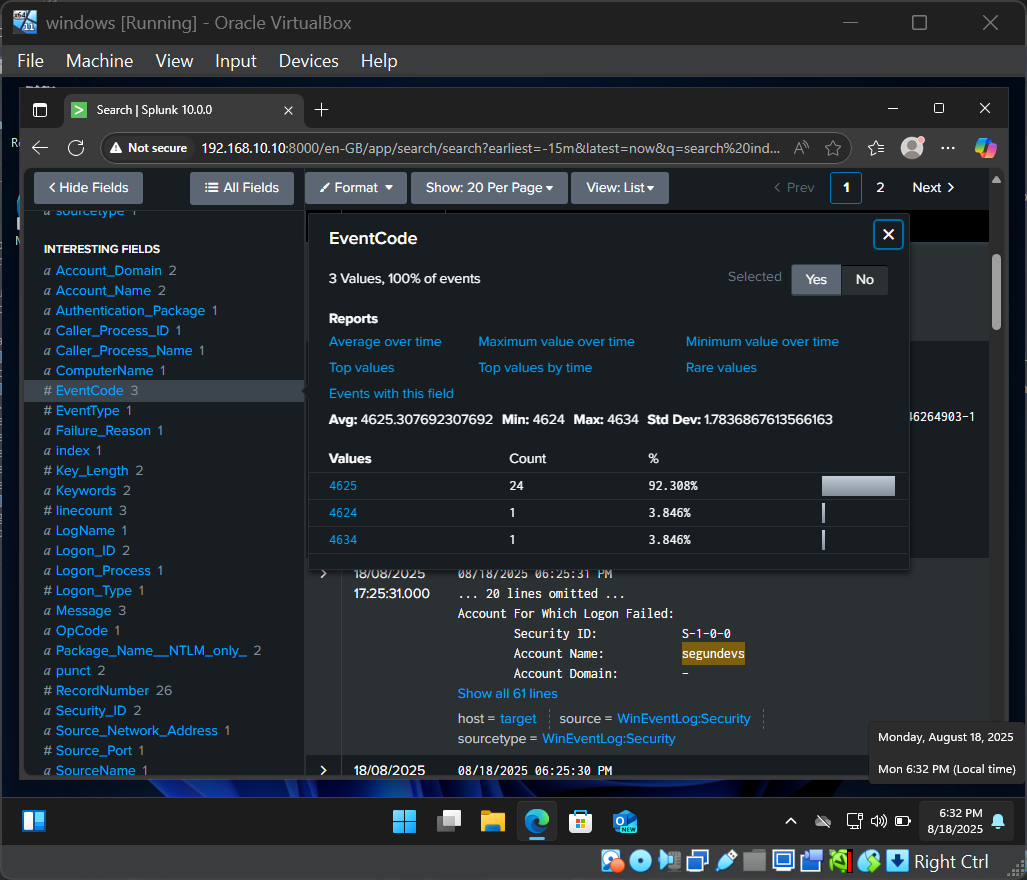 windows [Running] - Oracle VirtualBox
File Machine View Input Devices Help
Search | Splunk 10.0.0
Not secure 192.168.10.10:8000/en-GB/app/search/search?earliest=-15m&latest=now&q=search%20ind...
Hide Fields All Fields Format Show: 20 Per Page View: List Prev 1 2 Next
a sourcetype 1
INTERESTING FIELDS
a Account_Domain 2
a Account_Name 2
a Authentication_Package 1
a Caller_Process_ID 1
a Caller_Process_Name 1
a ComputerName 1
# EventCode 3
# EventType 1
a Failure_Reason 1
a index 1
# Key_Length 2
a Keywords 2
# linecount 3
a LogName 1
a Logon_ID 2
a Logon_Process 1
# Logon_Type 1
a Message 3
a OpCode 1
a Package_Name__NTLM_only_ 2
a punct 2
# RecordNumber 26
a Security_ID 2
a Source_Network_Address 1
# Source_Port 1
a SourceName 1
EventCode
3 Values, 100% of events
Selected Yes No
Reports
Average over time Maximum value over time Minimum value over time
Top values Top values by time Rare values
Events with this field
Avg: 4625.307692307692 Min: 4624 Max: 4634 Std Dev: 1.7836867613566163
Values Count %
4625 24 92.308%
4624 1 3.846%
4634 1 3.846%
46264903-1
18/08/2025 08/18/2025 06:25:31 PM
17:25:31.000 ... 20 lines omitted ...
Account For Which Logon Failed:
Security ID: S-1-0-0
Account Name: segundevs
Account Domain: -
Show all 61 lines
host = target source = WinEventLog:Security
sourcetype = WinEventLog:Security
18/08/2025 08/18/2025 06:25:30 PM
Monday, August 18, 2025
Mon 6:32 PM (Local time)
6:32 PM
8/18/2025
Right Ctrl